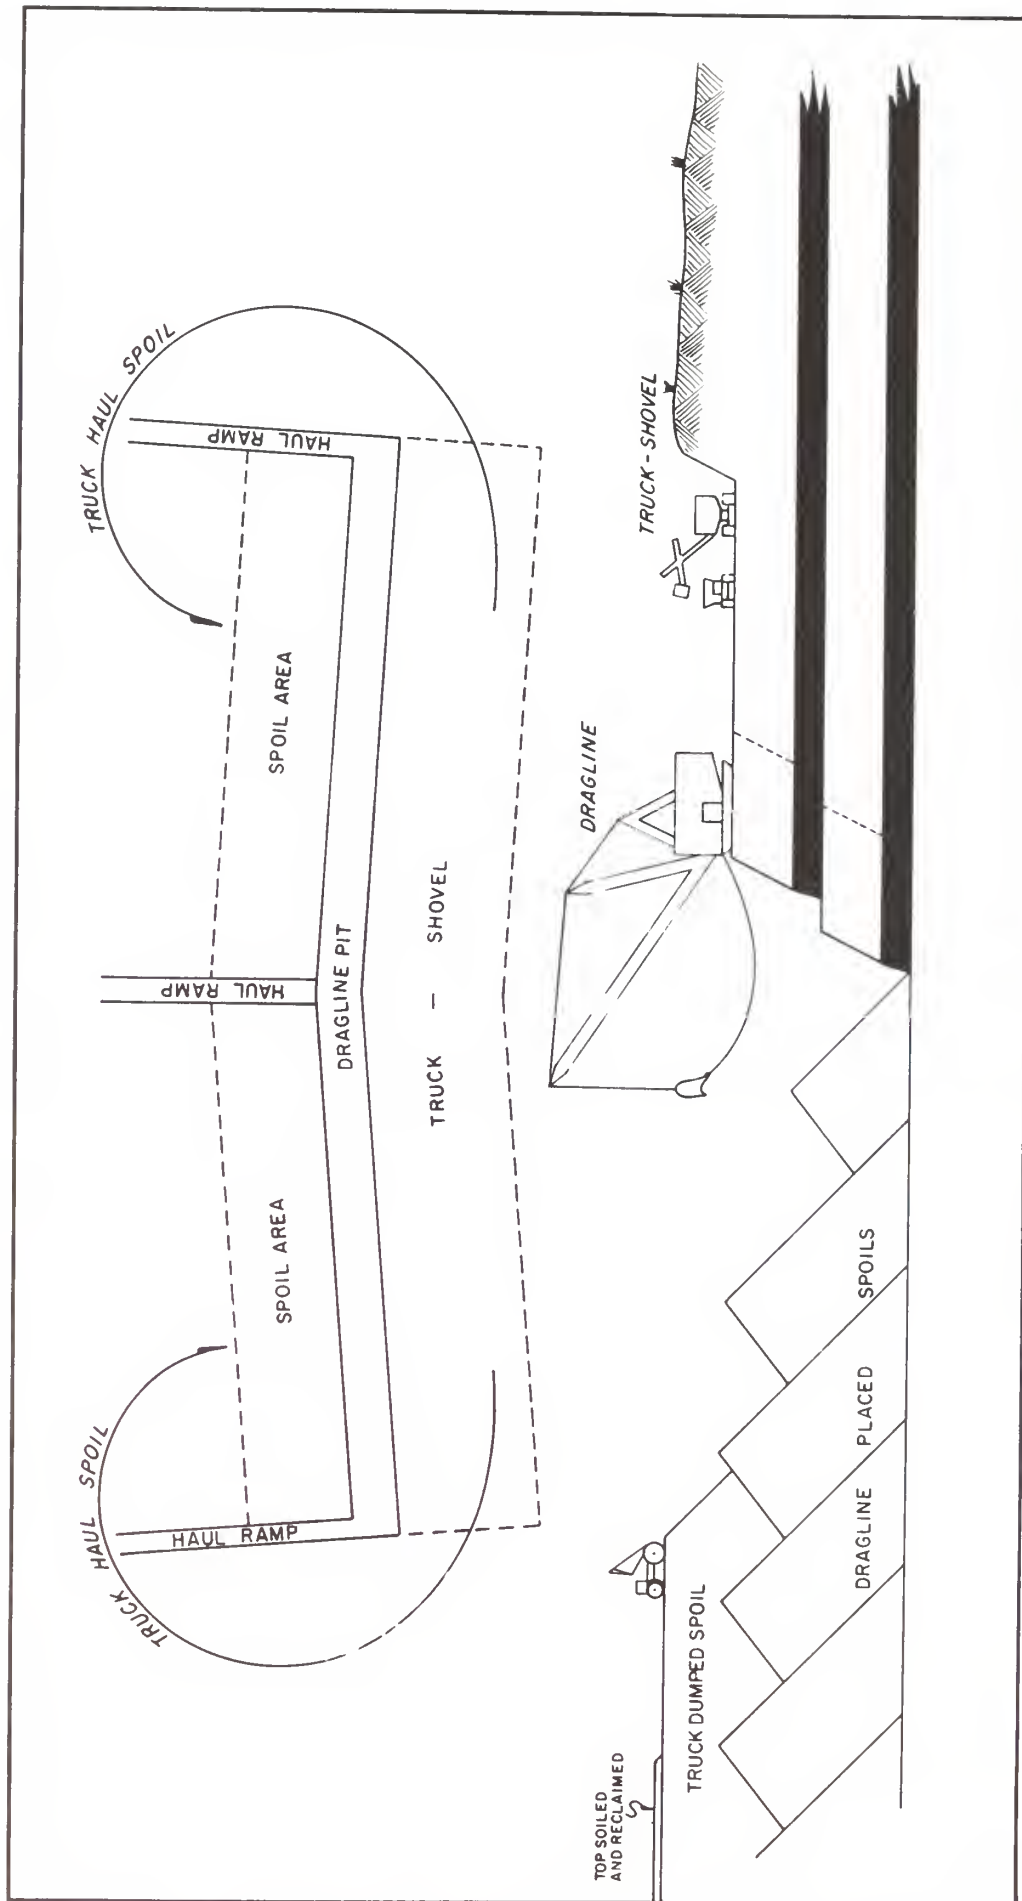 TRUCK HAUL SPOIL
TRUCK HAUL SPOIL
HAUL RAMP
HAUL RAMP
HAUL RAMP
SPOIL AREA
SPOIL AREA
DRAGLINE PIT
TRUCK — SHOVEL
DRAGLINE
TRUCK-SHOVEL
TOP SOILED
AND RECLAIMED
TRUCK DUMPED SPOIL
DRAGLINE PLACED SPOILS